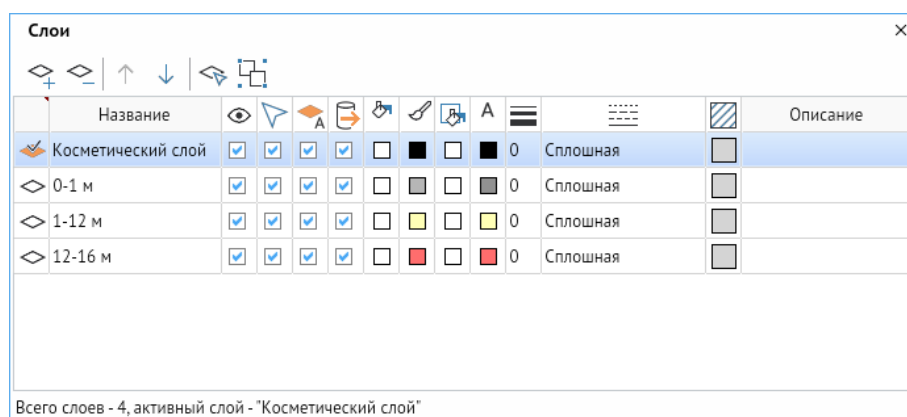 Слои
Название A A Описание
Косметический слой 0 Сплошная
0-1 м 0 Сплошная
1-12 м 0 Сплошная
12-16 м 0 Сплошная
Всего слоев - 4, активный слой - "Косметический слой"